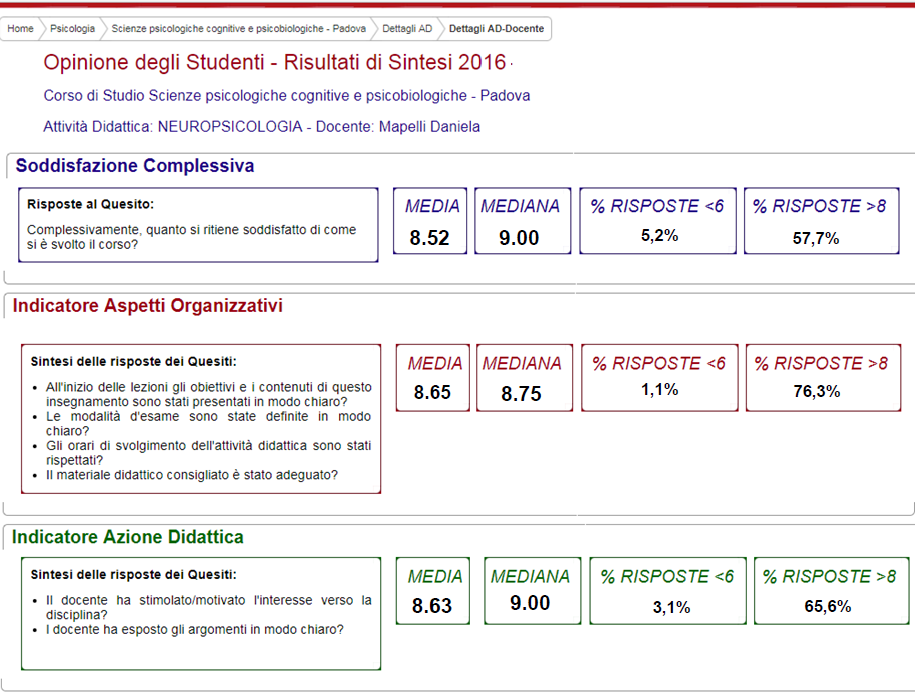 Home Psicologia Scienze psicologiche cognitive e psicobiologiche - Padova Dettagli AD Dettagli AD-Docente
Opinione degli Studenti - Risultati di Sintesi 2016
Corso di Studio Scienze psicologiche cognitive e psicobiologiche - Padova
Attività Didattica: NEUROPSICOLOGIA - Docente: Mapelli Daniela
Soddisfazione Complessiva
Risposte al Quesito:
Complessivamente, quanto si ritiene soddisfatto di come
si è svolto il corso?
MEDIA MEDIANA % RISPOSTE <6 % RISPOSTE >8
8.52 9.00 5,2% 57,7%
Indicatore Aspetti Organizzativi
Sintesi delle risposte dei Quesiti:
• All'inizio delle lezioni gli obiettivi e i contenuti di questo
insegnamento sono stati presentati in modo chiaro?
• Le modalità d'esame sono state definite in modo
chiaro?
• Gli orari di svolgimento dell'attività didattica sono stati
rispettati?
• Il materiale didattico consigliato è stato adeguato?
MEDIA MEDIANA % RISPOSTE <6 % RISPOSTE >8
8.65 8.75 1,1% 76,3%
Indicatore Azione Didattica
Sintesi delle risposte dei Quesiti:
• Il docente ha stimolato/motivato l'interesse verso la
disciplina?
• I docente ha esposto gli argomenti in modo chiaro?
MEDIA MEDIANA % RISPOSTE <6 % RISPOSTE >8
8.63 9.00 3,1% 65,6%